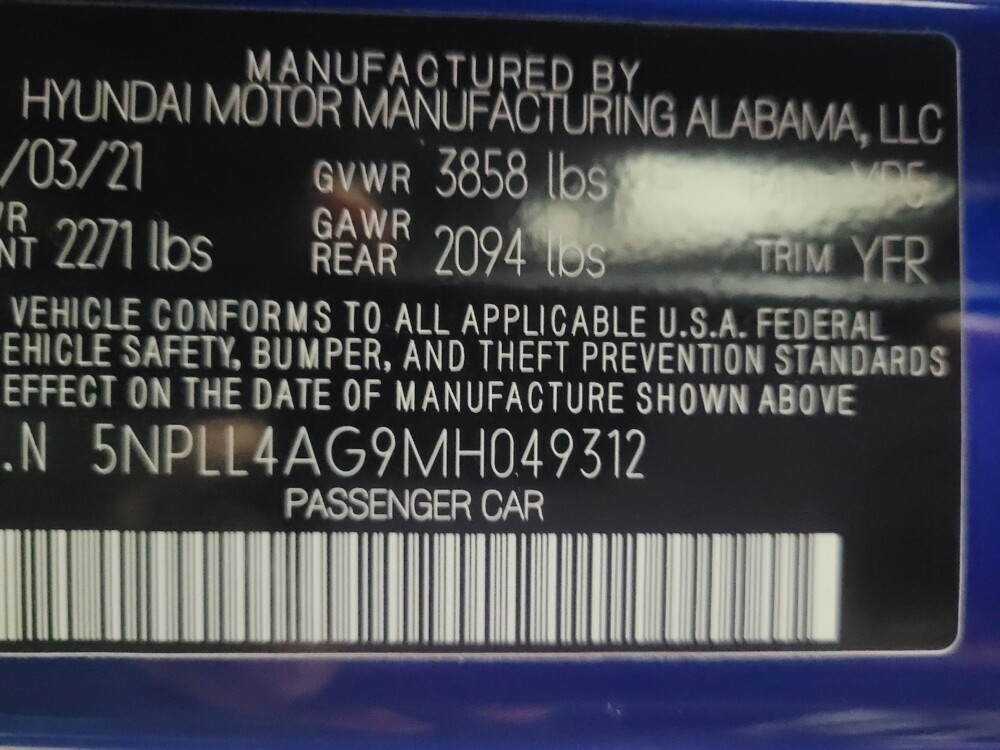 MANUFACTURED BY
HYUNDAI MOTOR MANUFACTURING ALABAMA, LLC
/03/21 GVWR 3858 lbs
GAWR REAR 2094 lbs
2271 lbs TRIM YFR
VEHICLE CONFORMS TO ALL APPLICABLE U.S.A. FEDERAL
EHICLE SAFETY, BUMPER, AND THEFT PREVENTION STANDARDS
EFFECT ON THE DATE OF MANUFACTURE SHOWN ABOVE
.N 5NPLL4AG9MH049312
PASSENGER CAR